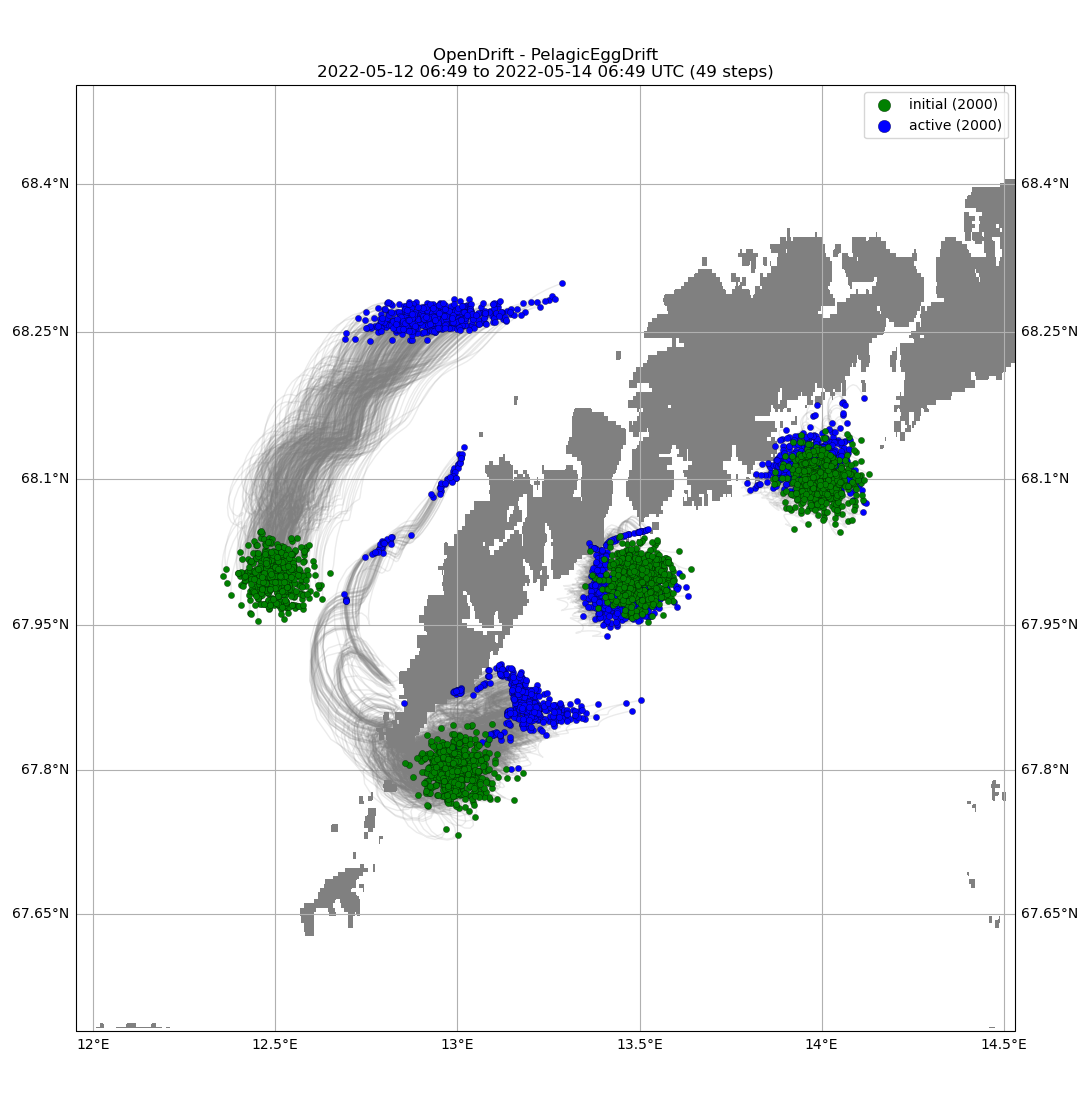 OpenDrift - PelagicEggDrift
2022-05-12 06:49 to 2022-05-14 06:49 UTC (49 steps)
initial (2000)
active (2000)
68.4°N 68.4°N
68.25°N 68.25°N
68.1°N 68.1°N
67.95°N 67.95°N
67.8°N 67.8°N
67.65°N 67.65°N
12°E 12.5°E 13°E 13.5°E 14°E 14.5°E